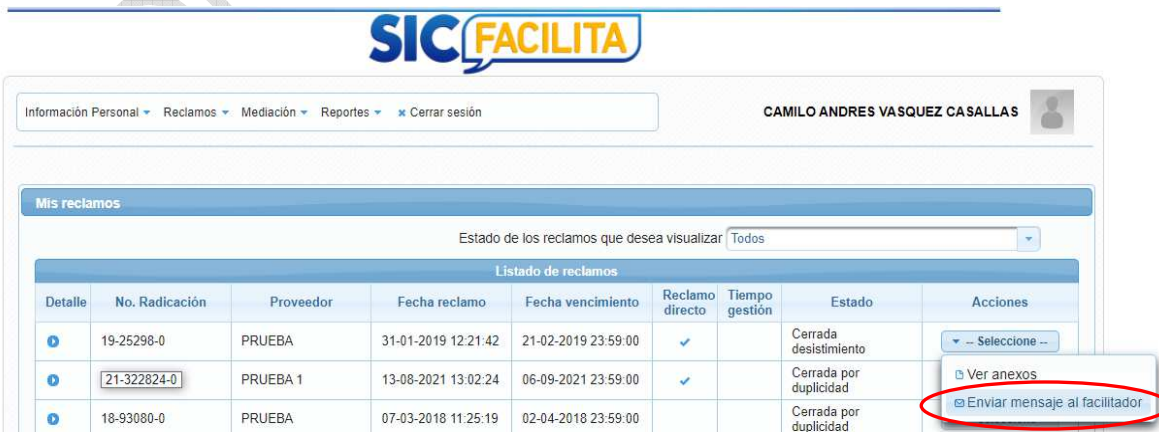 SIC FACILITA
Información Personal Reclamos Mediación Reportes Cerrar sesión
CAMILO ANDRES VASQUEZ CASALLAS
Mis reclamos
Estado de los reclamos que desea visualizar Todos
Listado de reclamos
Detalle No. Radicación Proveedor Fecha reclamo Fecha vencimiento Reclamo directo Tiempo gestión Estado Acciones
19-25298-0 PRUEBA 31-01-2019 12:21:42 21-02-2019 23:59:00 Cerrada desistimiento -- Seleccione --
21-322824-0 PRUEBA 1 13-08-2021 13:02:24 06-09-2021 23:59:00 Cerrada por duplicidad
Ver anexos
Enviar mensaje al facilitador
18-93080-0 PRUEBA 07-03-2018 11:25:19 02-04-2018 23:59:00 Cerrada por duplicidad